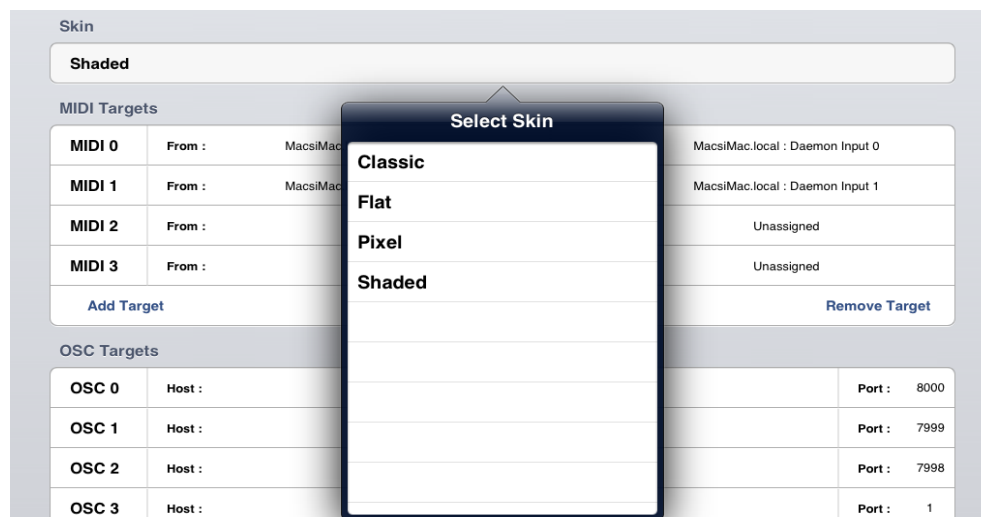 Skin
Shaded
MIDI Targets
Select Skin
Classic
Flat
Pixel
Shaded
MIDI 0 From : MacsiMac MacsiMac.local : Daemon Input 0
MIDI 1 From : MacsiMac MacsiMac.local : Daemon Input 1
MIDI 2 From : Unassigned
MIDI 3 From : Unassigned
Add Target Remove Target
OSC Targets
OSC 0 Host : Port : 8000
OSC 1 Host : Port : 7999
OSC 2 Host : Port : 7998
OSC 3 Host : Port : 1